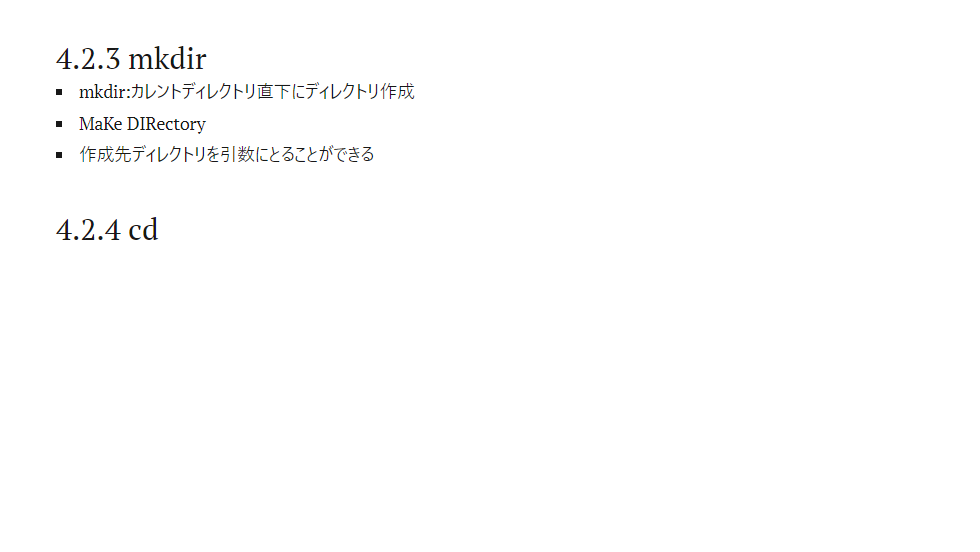 4.2.3 mkdir
mkdir:カレントディレクトリ直下にディレクトリ作成
MaKe DIRectory
作成先ディレクトリを引数にとることができる
4.2.4 cd